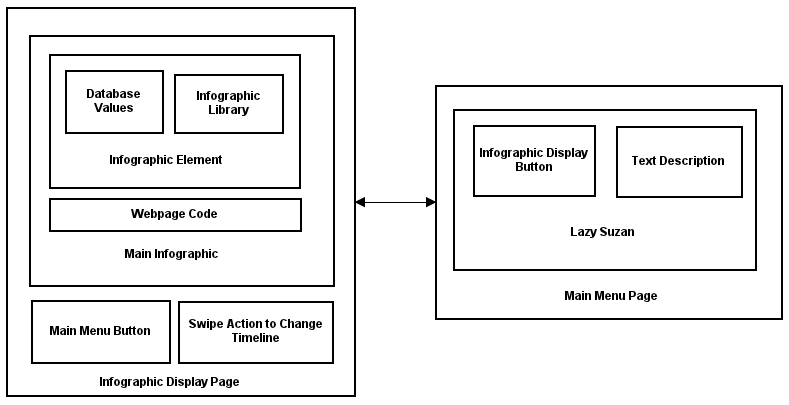 Database
Values
Infographic
Library
Infographic Element
Webpage Code
Main Infographic
Main Menu Button
Swipe Action to Change
Timeline
Infographic Display Page
Infographic Display
Button
Text Description
Lazy Suzan
Main Menu Page